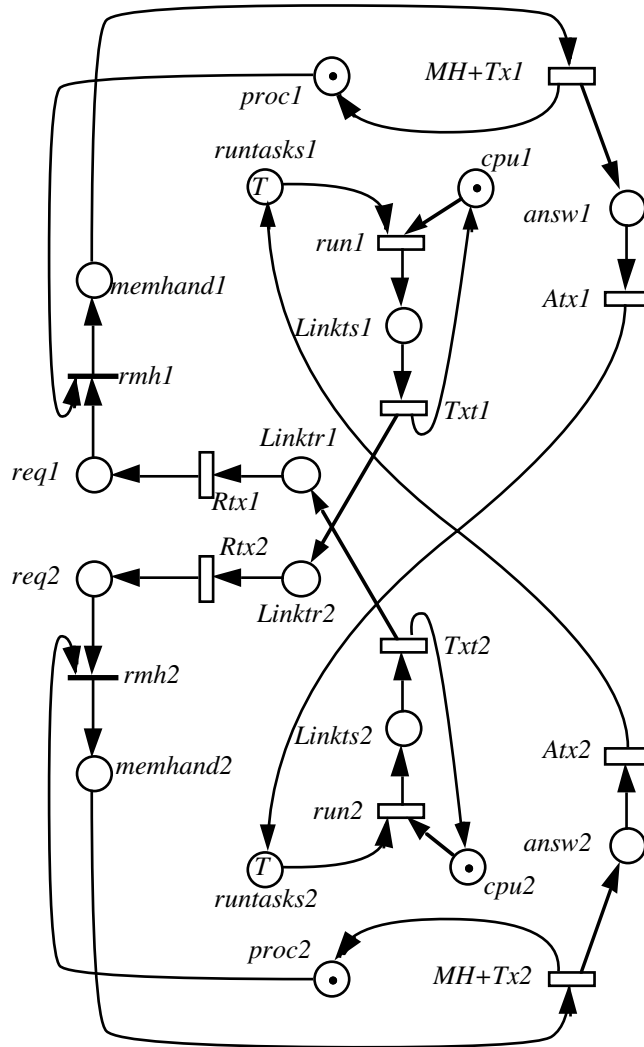 MH+Tx1
proc1
runtasks1
cpu1
T
answ1
run1
memhand1
Linkts1
Atx1
rmh1
Txt1
Linktr1
req1
Rtx1
Rtx2
req2
Linktr2
Txt2
rmh2
Linkts2
Atx2
memhand2
run2
answ2
T
cpu2
runtasks2
proc2
MH+Tx2